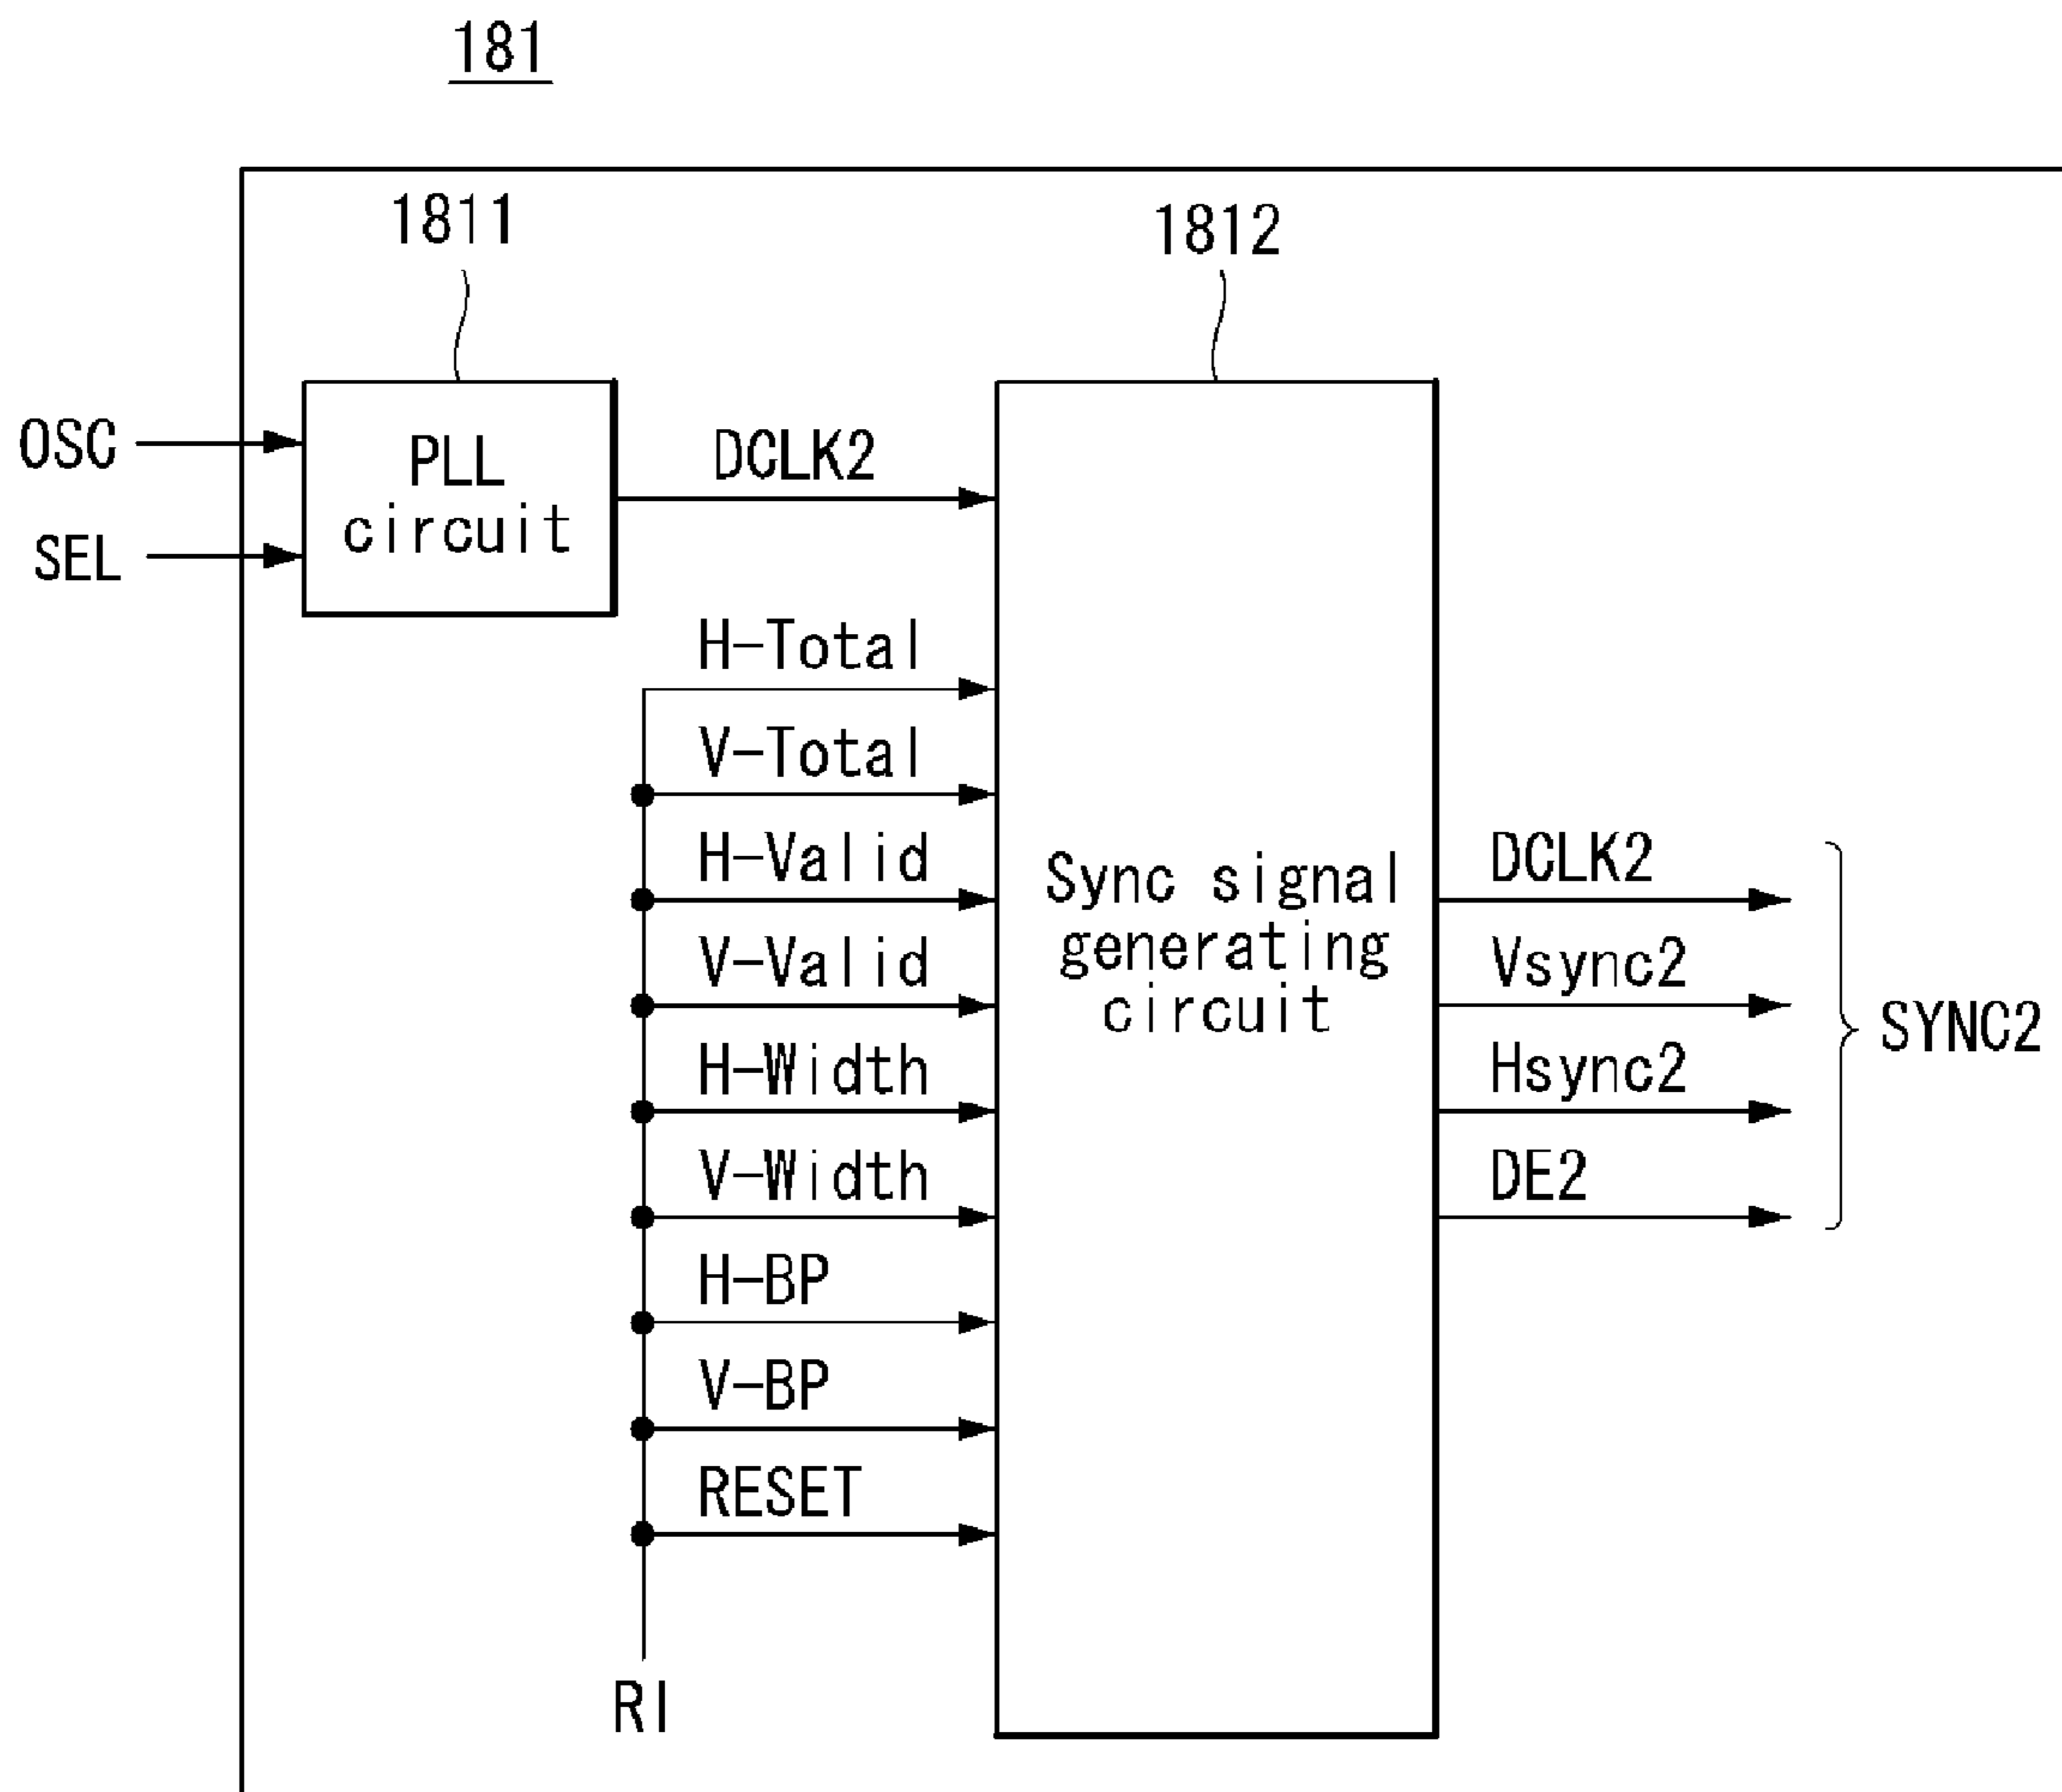 181
1811
1812
OSC
SEL
PLL
circuit
DCLK2
H-Total
V-Total
H-Valid
V-Valid
H-Width
V-Width
H-BP
V-BP
RESET
RI
Sync signal
generating
circuit
DCLK2
Vsync2
Hsync2
DE2
SYNC2